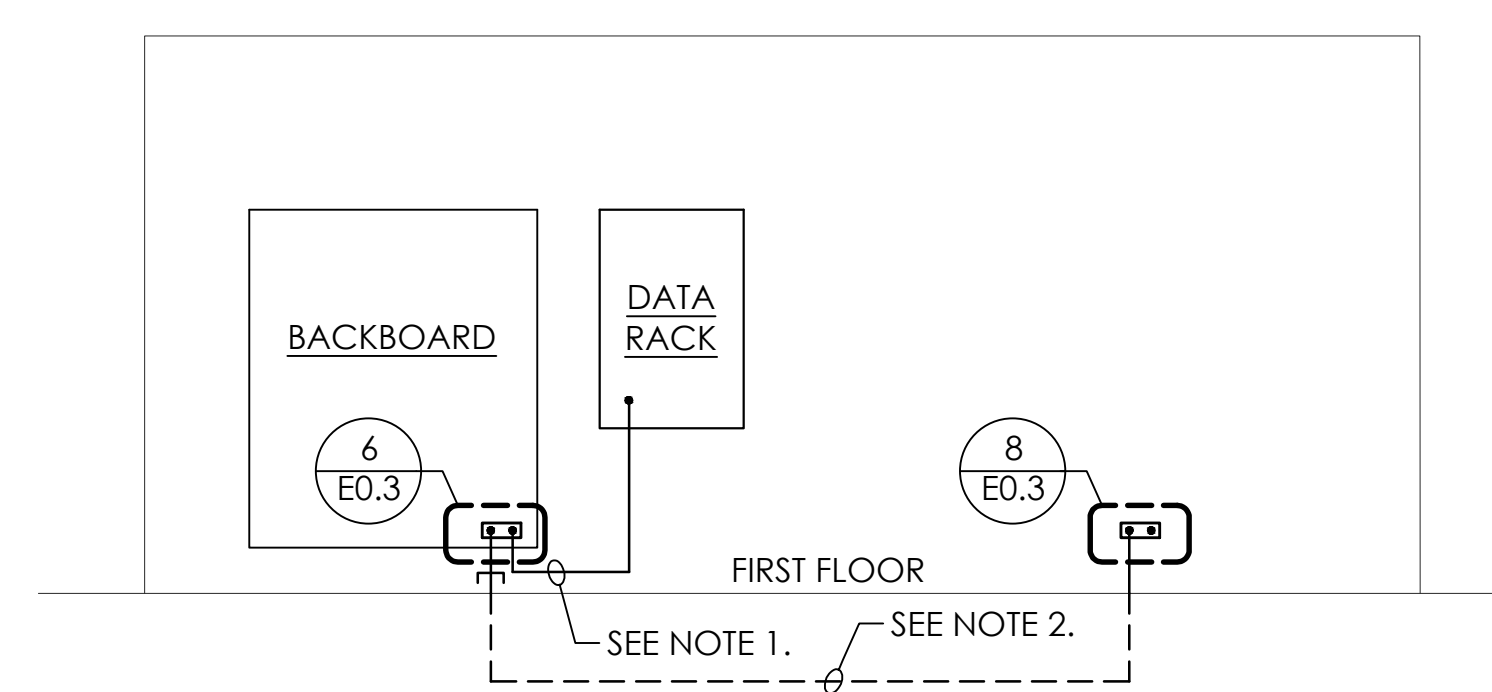 DATA
RACK
BACKBOARD
6
E0.3
8
E0.3
FIRST FLOOR
SEE NOTE 1.
SEE NOTE 2.